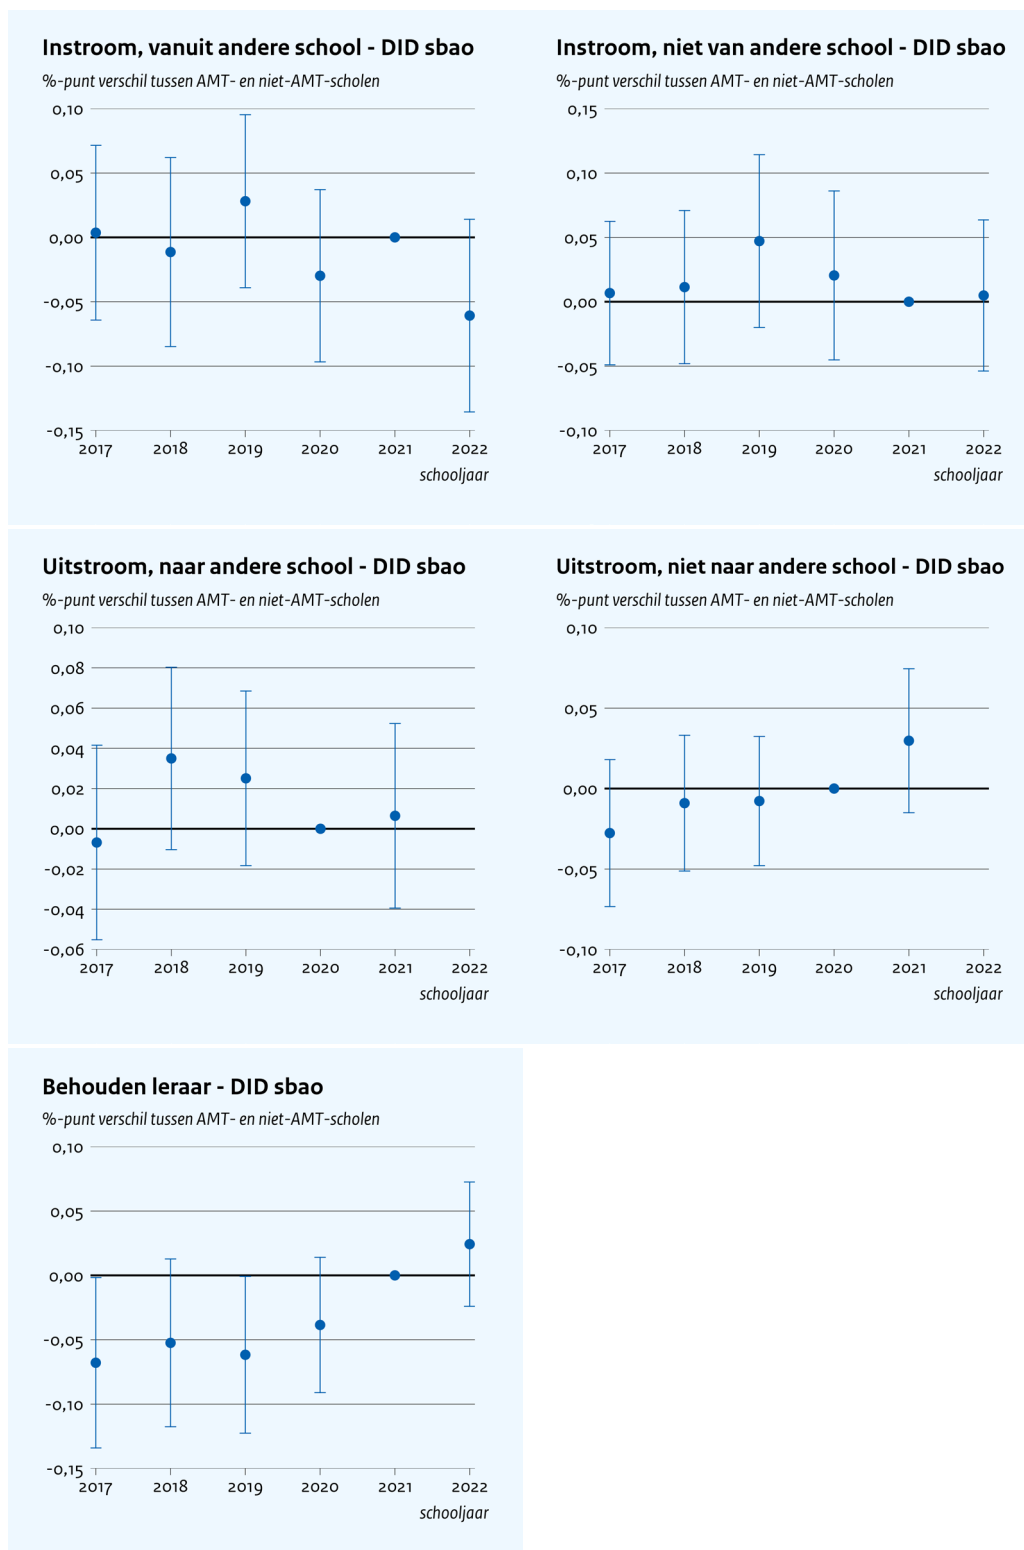 Instroom, vanuit andere school - DID sbao
%-punt verschil tussen AMT- en niet-AMT-scholen
0,10
0,05
0,00
-0,05
-0,10
-0,15
2017 2018 2019 2020 2021 2022
schooljaar
Instroom, niet van andere school - DID sbao
%-punt verschil tussen AMT- en niet-AMT-scholen
0,15
0,10
0,05
0,00
-0,05
-0,10
2017 2018 2019 2020 2021 2022
schooljaar
Uitstroom, naar andere school - DID sbao
%-punt verschil tussen AMT- en niet-AMT-scholen
0,10
0,08
0,06
0,04
0,02
0,00
-0,02
-0,04
-0,06
2017 2018 2019 2020 2021 2022
schooljaar
Uitstroom, niet naar andere school - DID sbao
%-punt verschil tussen AMT- en niet-AMT-scholen
0,10
0,05
0,00
-0,05
-0,10
2017 2018 2019 2020 2021 2022
schooljaar
Behouden leraar - DID sbao
%-punt verschil tussen AMT- en niet-AMT-scholen
0,10
0,05
0,00
-0,05
-0,10
-0,15
2017 2018 2019 2020 2021 2022
schooljaar